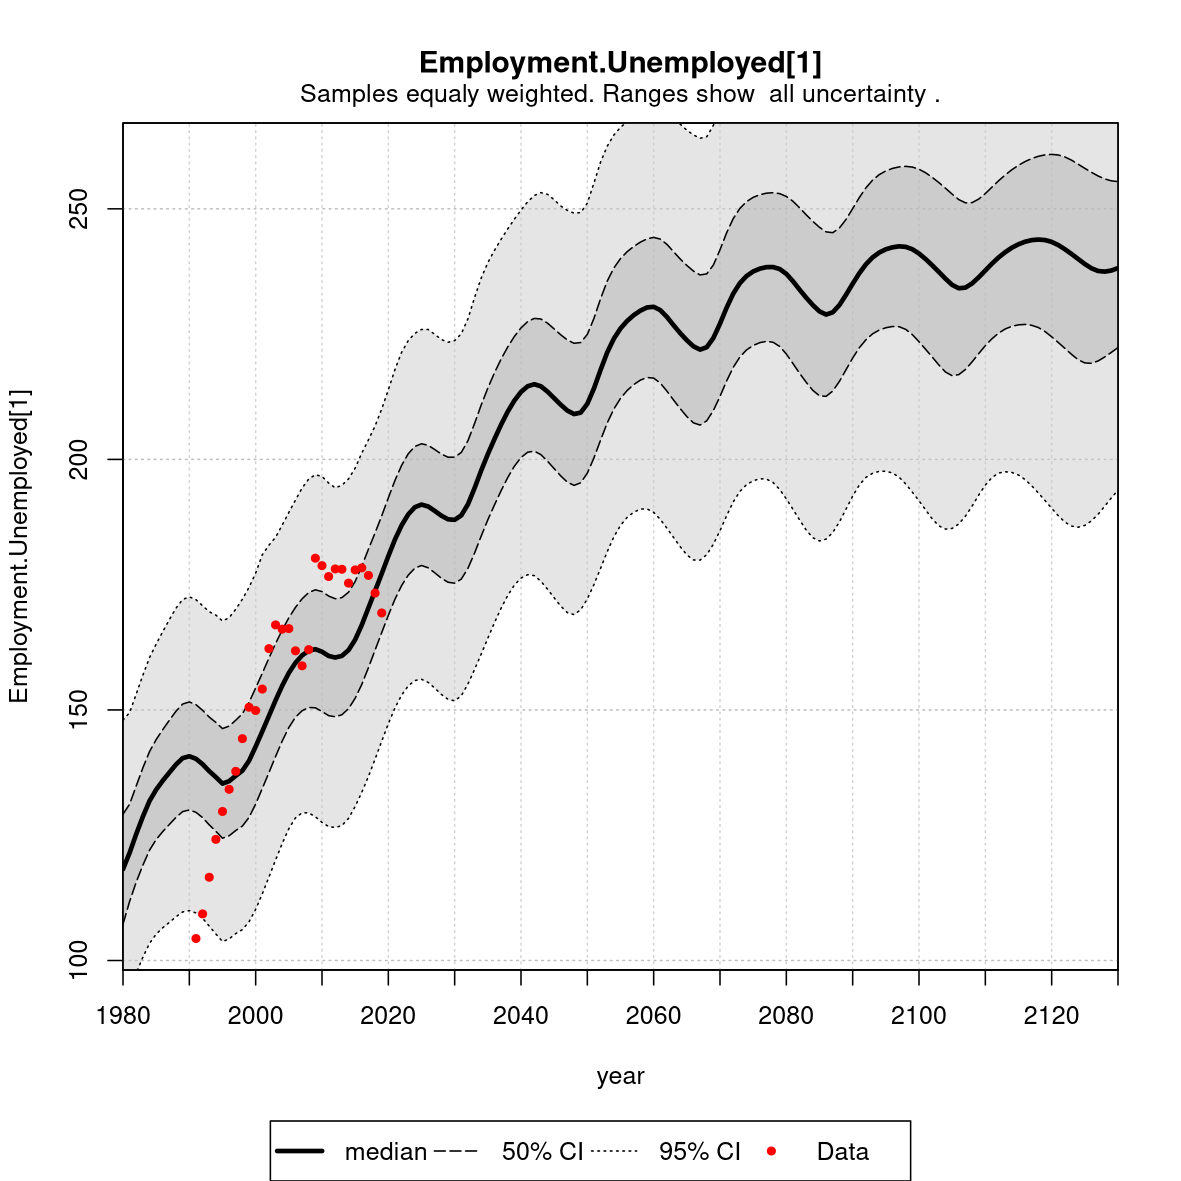 Employment.Unemployed[1]
Samples equaly weighted. Ranges show  all uncertainty .
Employment.Unemployed[1]
250
200
150
100
1980 2000 2020 2040 2060 2080 2100 2120
year
median 50% CI 95% CI Data